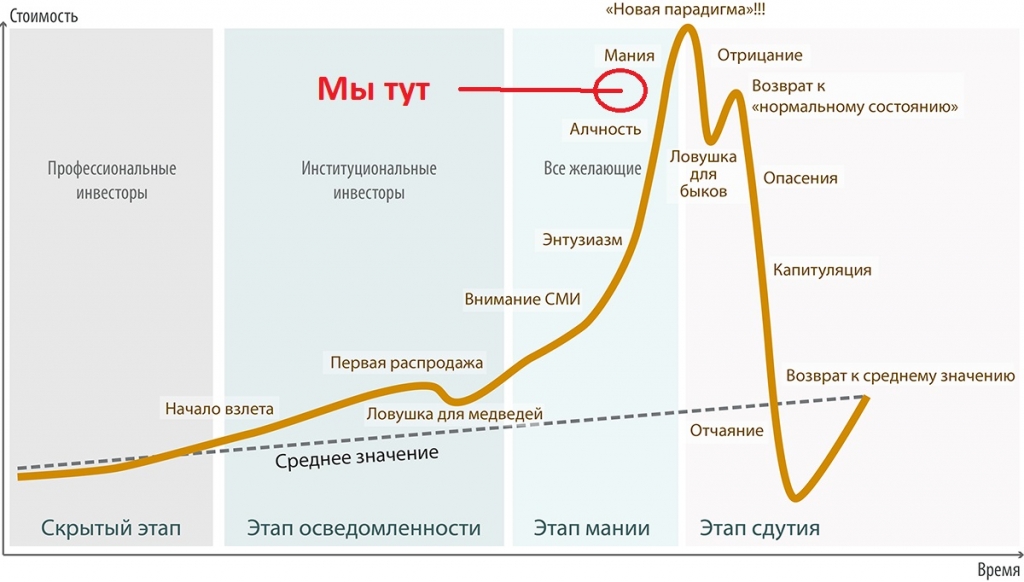 Стоимость
«Новая парадигма»!!!
Мания
Отрицание
Мы тут
Возврат к
«нормальному состоянию»
Алчность
Профессиональные
инвесторы
Институциональные
инвесторы
Все желающие
Ловушка
для
быков
Опасения
Энтузиазм
Капитуляция
Внимание СМИ
Первая распродажа
Возврат к среднему значению
Начало взлета
Ловушка для медведей
Отчаяние
Среднее значение
Скрытый этап
Этап осведомленности
Этап мании
Этап сдутия
Время